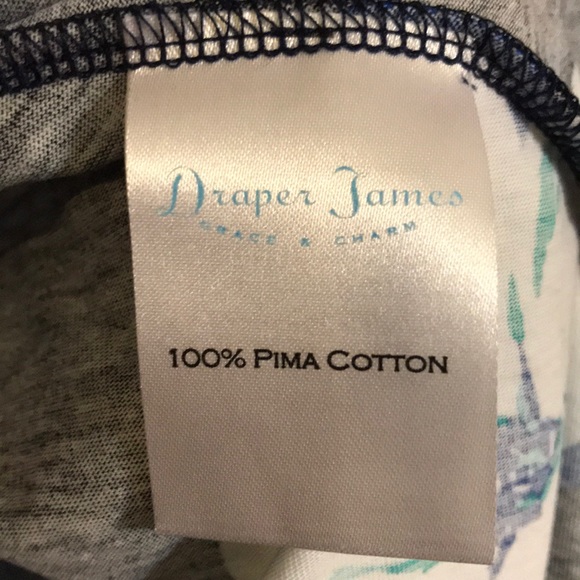 Draper James
GRACE & CHARM
100% PIMA COTTON